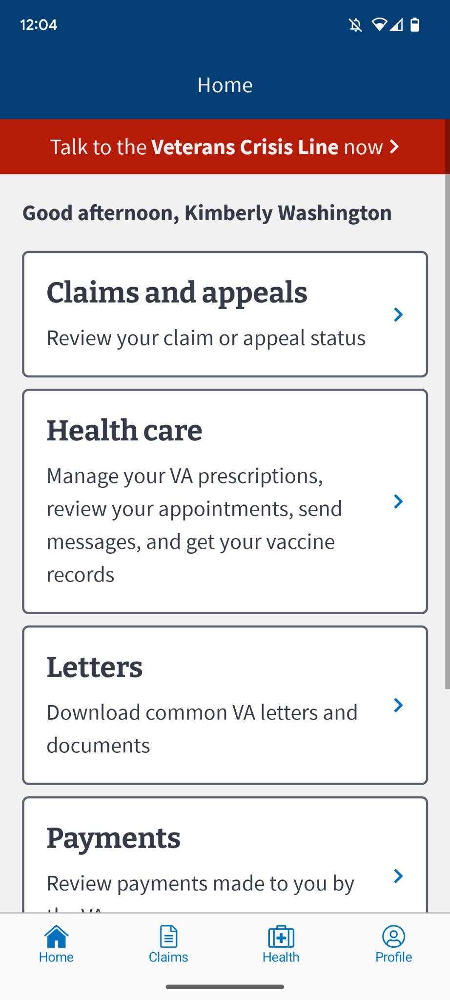 12:04
Home
Talk to the Veterans Crisis Line now
Good afternoon, Kimberly Washington
Claims and appeals
Review your claim or appeal status
Health care
Manage your VA prescriptions,
review your appointments, send
messages, and get your vaccine
records
Letters
Download common VA letters and
documents
Payments
Review payments made to you by
the VA
Home
Claims
Health
Profile